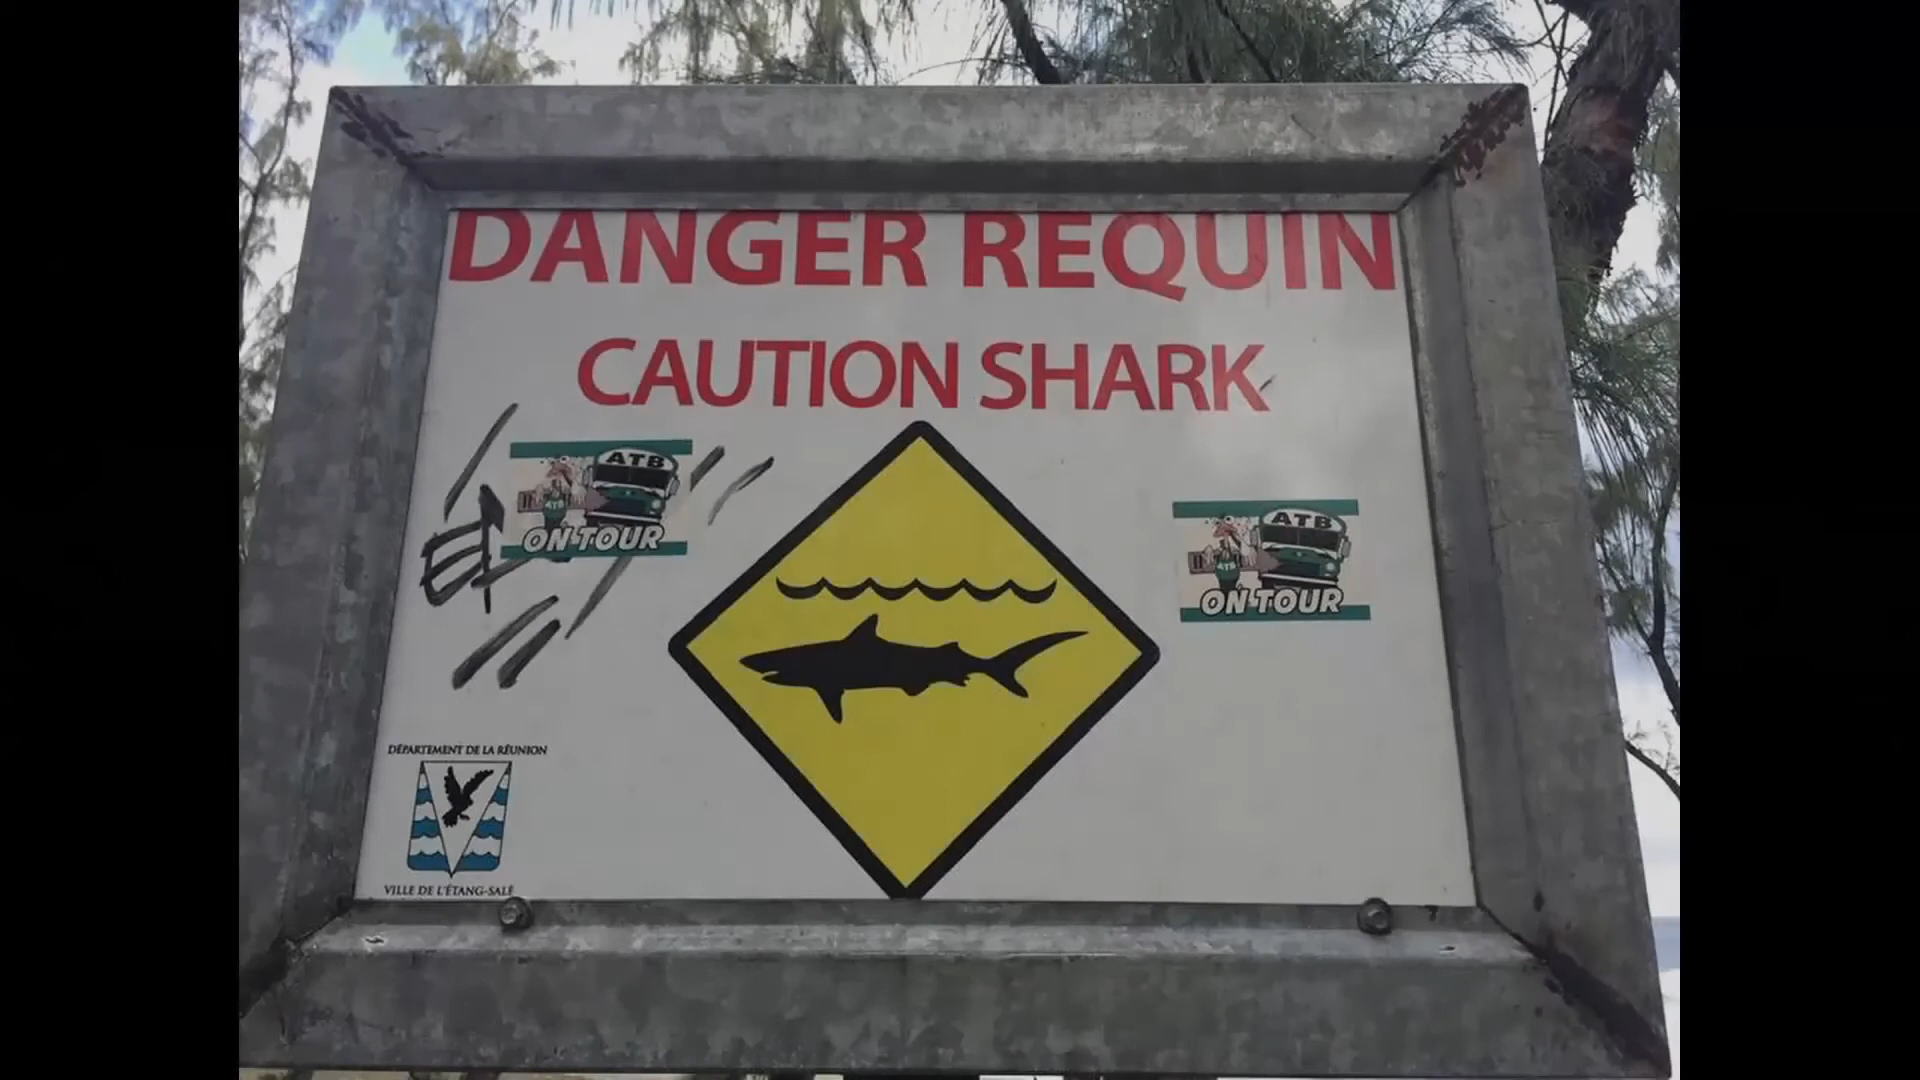 DANGER REQUIN
CAUTION SHARK
ATB
ON TOUR
ATB
ON TOUR
DÉPARTEMENT DE LA RÉUNION
VILLE DE L'ÉTANG-SALÉ